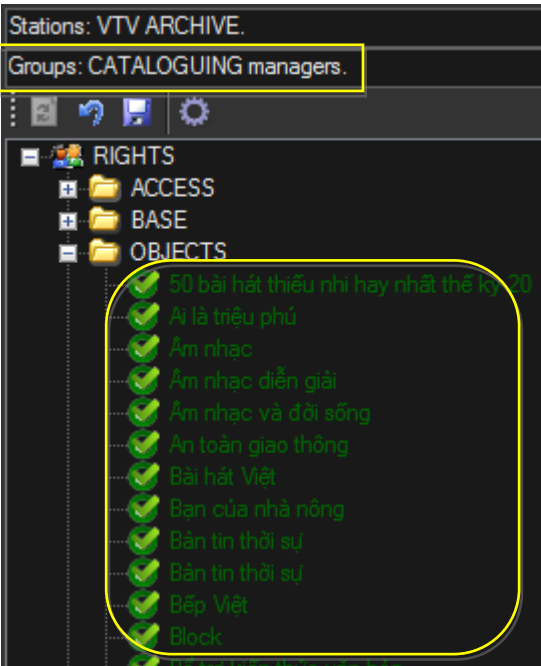 Stations: VTV ARCHIVE.
Groups: CATALOGUING managers.
RIGHTS
ACCESS
BASE
OBJECTS
50 bài hát thiếu nhi hay nhất thế kỷ 20
Ai là triệu phú
Âm nhạc
Âm nhạc diễn giải
Âm nhạc và đời sống
An toàn giao thông
Bài hát Việt
Bạn của nhà nông
Bản tin thời sự
Bản tin thời sự
Bếp Việt
Block